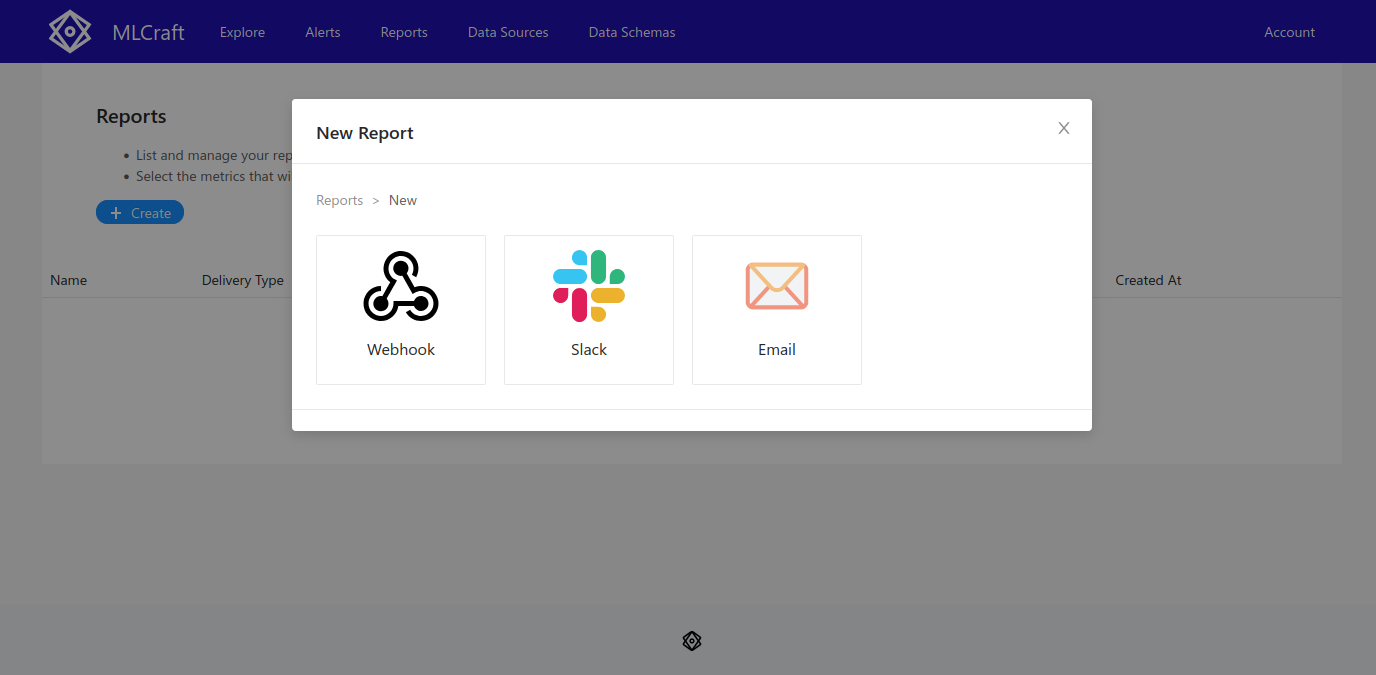 MLCraft Explore Alerts Reports Data Sources Data Schemas Account
Reports
• List and manage your rep
• Select the metrics that wi
+ Create
Name Delivery Type Created At
New Report
Reports > New
Webhook Slack Email